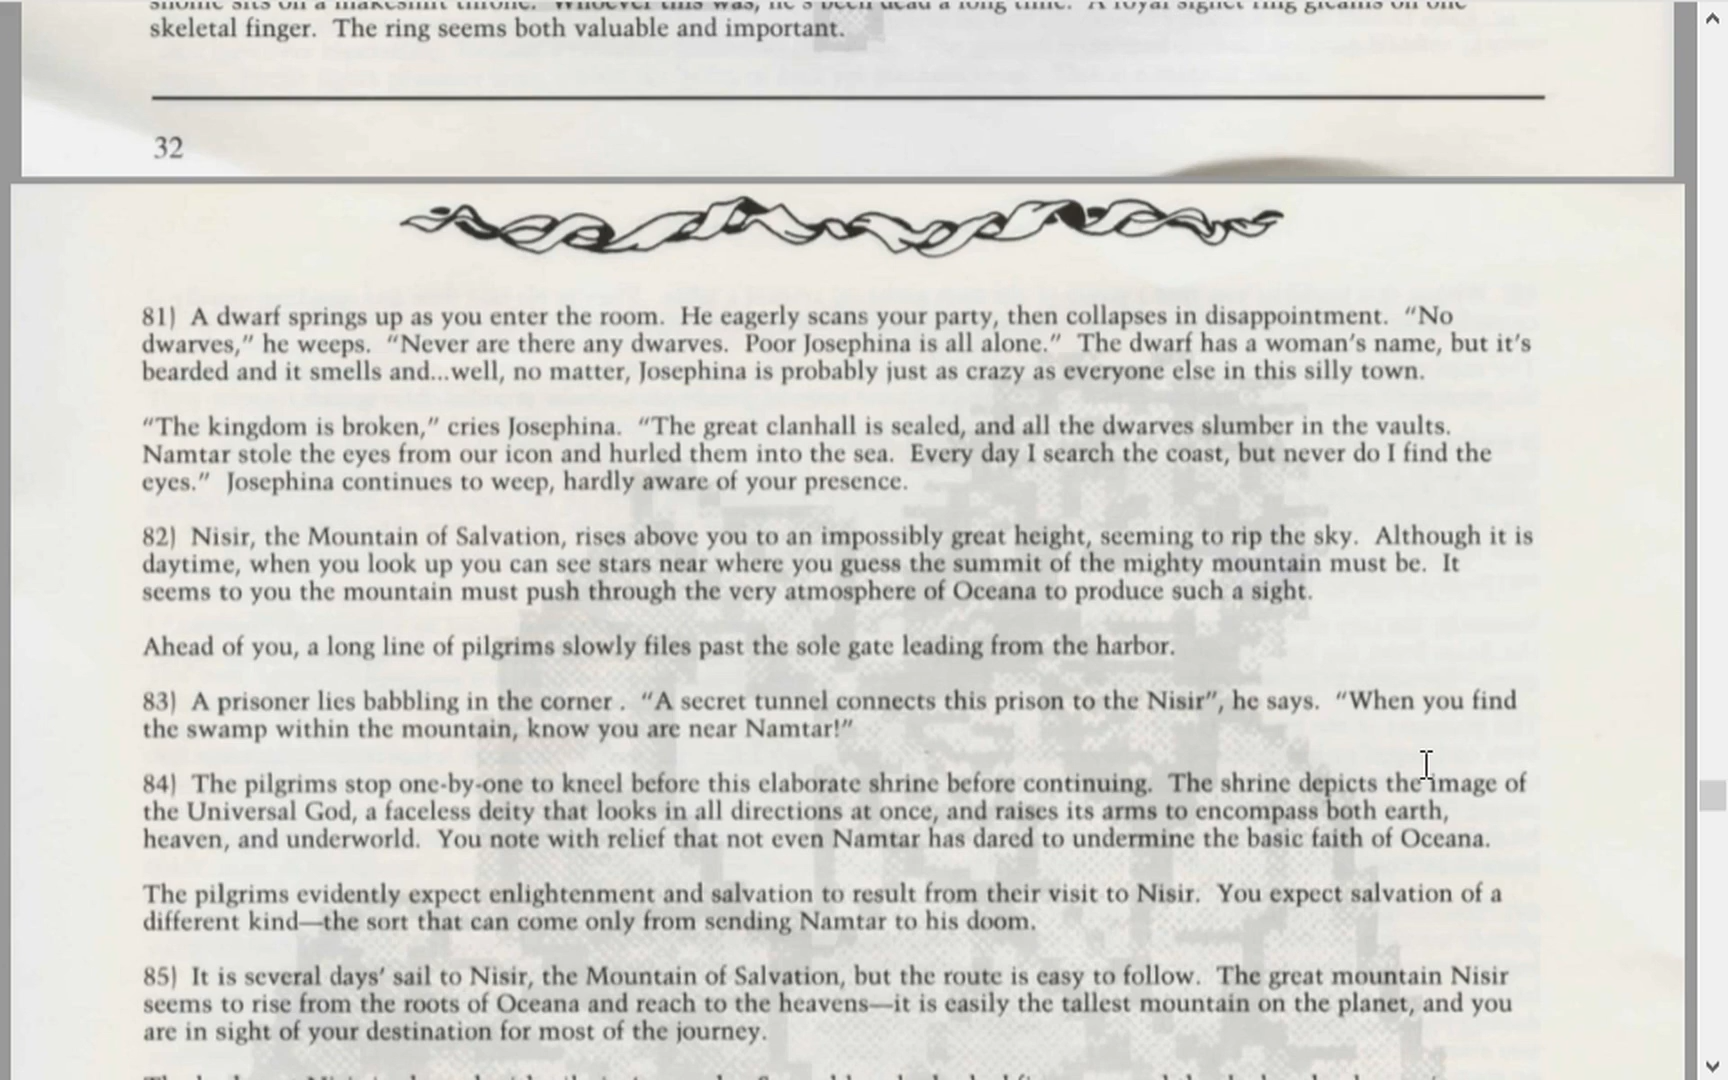 skeletal finger.  The ring seems both valuable and important.
32
81)  A dwarf springs up as you enter the room.  He eagerly scans your party, then collapses in disappointment.  “No
dwarves,” he weeps.  “Never are there any dwarves.  Poor Josephina is all alone.”  The dwarf has a woman’s name, but it’s
bearded and it smells and...well, no matter, Josephina is probably just as crazy as everyone else in this silly town.
“The kingdom is broken,” cries Josephina.  “The great clanhall is sealed, and all the dwarves slumber in the vaults.
Namtar stole the eyes from our icon and hurled them into the sea.  Every day I search the coast, but never do I find the
eyes.”  Josephina continues to weep, hardly aware of your presence.
82)  Nisir, the Mountain of Salvation, rises above you to an impossibly great height, seeming to rip the sky.  Although it is
daytime, when you look up you can see stars near where you guess the summit of the mighty mountain must be.  It
seems to you the mountain must push through the very atmosphere of Oceana to produce such a sight.
Ahead of you, a long line of pilgrims slowly files past the sole gate leading from the harbor.
83)  A prisoner lies babbling in the corner .  “A secret tunnel connects this prison to the Nisir”, he says.  “When you find
the swamp within the mountain, know you are near Namtar!”
84)  The pilgrims stop one-by-one to kneel before this elaborate shrine before continuing.  The shrine depicts the image of
the Universal God, a faceless deity that looks in all directions at once, and raises its arms to encompass both earth,
heaven, and underworld.  You note with relief that not even Namtar has dared to undermine the basic faith of Oceana.
The pilgrims evidently expect enlightenment and salvation to result from their visit to Nisir.  You expect salvation of a
different kind—the sort that can come only from sending Namtar to his doom.
85)  It is several days’ sail to Nisir, the Mountain of Salvation, but the route is easy to follow.  The great mountain Nisir
seems to rise from the roots of Oceana and reach to the heavens—it is easily the tallest mountain on the planet, and you
are in sight of your destination for most of the journey.